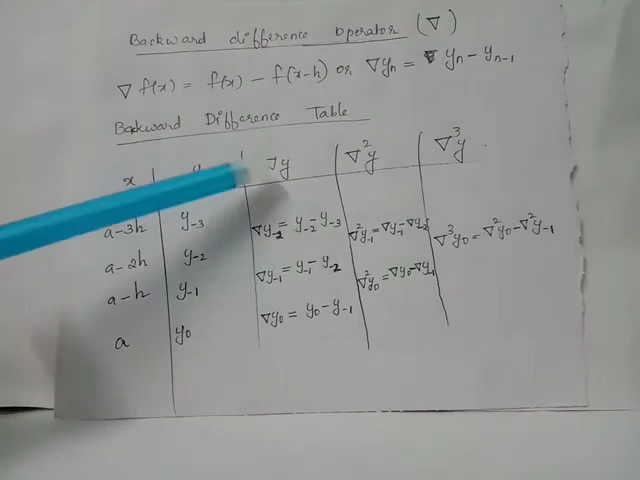 Backward difference operator (∇)
∇ f(x) = f(x) - f(x-h) or ∇yn = yn - yn-1
Backward Difference Table
x y ∇y ∇²y ∇³y
a-3h y-3 ∇y-2 = y-2 - y-3 ∇²y-1 = ∇y-1 - ∇y-2 ∇³y0 = ∇²y0 - ∇²y-1
a-2h y-2 ∇y-1 = y-1 - y-2 ∇²y0 = ∇y0 - ∇y-1
a-h y-1 ∇y0 = y0 - y-1
a y0